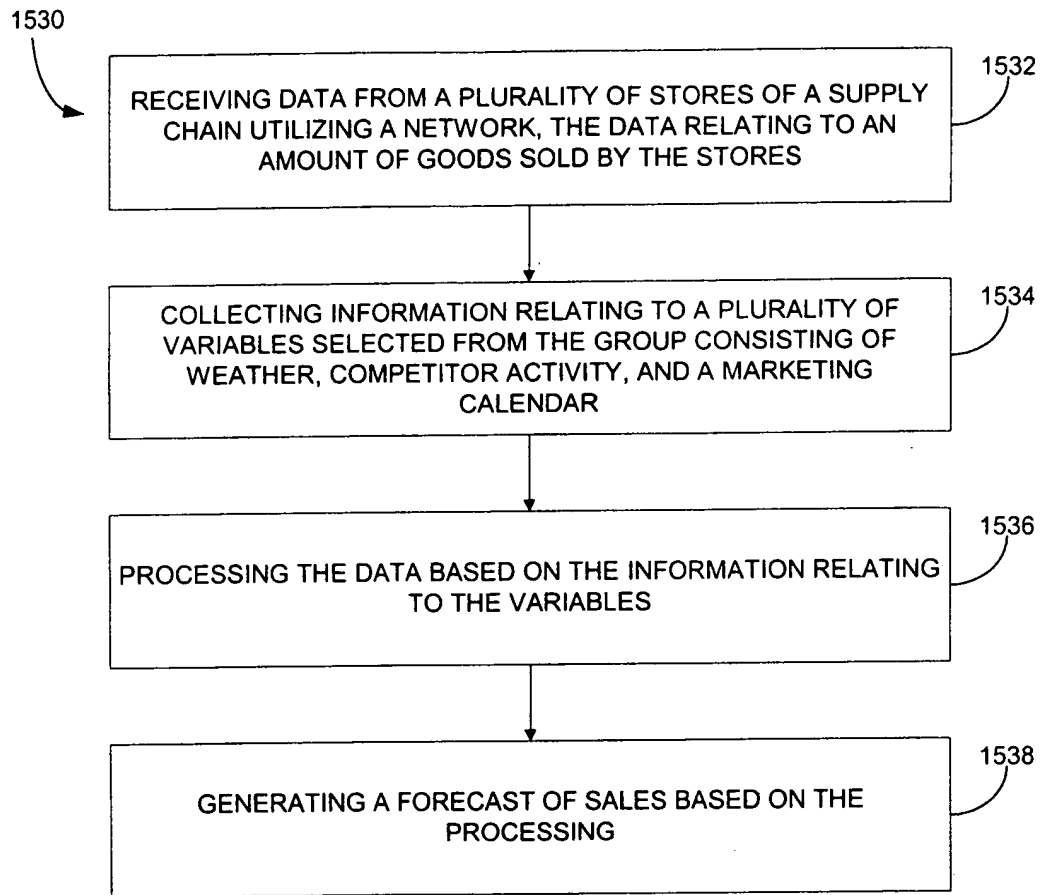 1530
1532
RECEIVING DATA FROM A PLURALITY OF STORES OF A SUPPLY
CHAIN UTILIZING A NETWORK, THE DATA RELATING TO AN
AMOUNT OF GOODS SOLD BY THE STORES
1534
COLLECTING INFORMATION RELATING TO A PLURALITY OF
VARIABLES SELECTED FROM THE GROUP CONSISTING OF
WEATHER, COMPETITOR ACTIVITY, AND A MARKETING
CALENDAR
1536
PROCESSING THE DATA BASED ON THE INFORMATION RELATING
TO THE VARIABLES
1538
GENERATING A FORECAST OF SALES BASED ON THE
PROCESSING